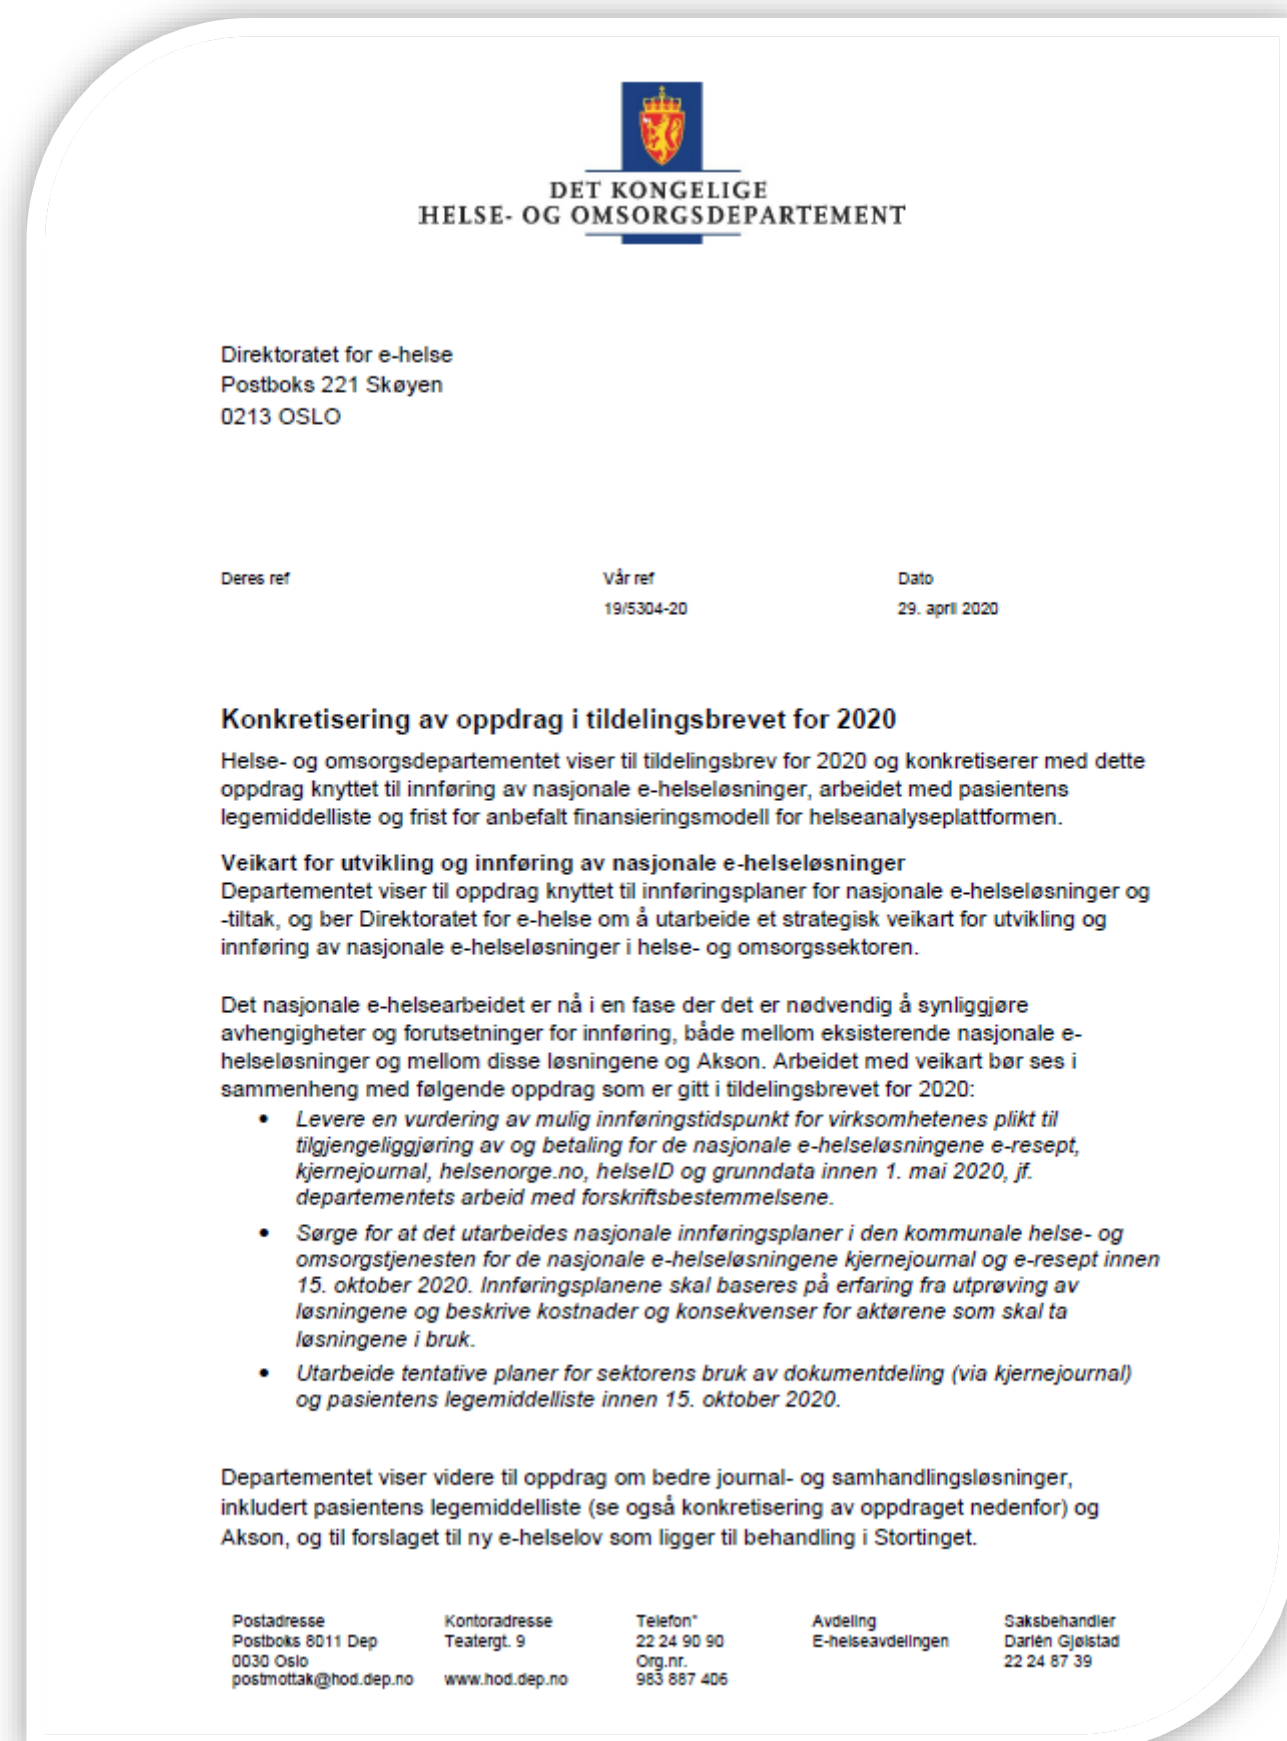 DET KONGELIGE
HELSE- OG OMSORGSDEPARTEMENT
Direktoratet for e-helse
Postboks 221 Skøyen
0213 OSLO
Deres ref Vår ref Dato
19/5304-20 29. april 2020
Konkretisering av oppdrag i tildelingsbrevet for 2020
Helse- og omsorgsdepartementet viser til tildelingsbrev for 2020 og konkretiserer med dette
oppdrag knyttet til innføring av nasjonale e-helseløsninger, arbeidet med pasientens
legemiddelliste og frist for anbefalt finansieringsmodell for helseanalyseplattformen.
Veikart for utvikling og innføring av nasjonale e-helseløsninger
Departementet viser til oppdrag knyttet til innføringsplaner for nasjonale e-helseløsninger og
-tiltak, og ber Direktoratet for e-helse om å utarbeide et strategisk veikart for utvikling og
innføring av nasjonale e-helseløsninger i helse- og omsorgssektoren.
Det nasjonale e-helsearbeidet er nå i en fase der det er nødvendig å synliggjøre
avhengigheter og forutsetninger for innføring, både mellom eksisterende nasjonale e-
helseløsninger og mellom disse løsningene og Akson. Arbeidet med veikart bør ses i
sammenheng med følgende oppdrag som er gitt i tildelingsbrevet for 2020:
• Levere en vurdering av mulig innføringstidspunkt for virksomhetenes plikt til
tilgjengeliggjøring av og betaling for de nasjonale e-helseløsningene e-resept,
kjernejournal, helsenorge.no, helseID og grunndata innen 1. mai 2020, jf.
departementets arbeid med forskriftsbestemmelsene.
• Sørge for at det utarbeides nasjonale innføringsplaner i den kommunale helse- og
omsorgstjenesten for de nasjonale e-helseløsningene kjernejournal og e-resept innen
15. oktober 2020. Innføringsplanene skal baseres på erfaring fra utprøving av
løsningene og beskrive kostnader og konsekvenser for aktørene som skal ta
løsningene i bruk.
• Utarbeide tentative planer for sektorens bruk av dokumentdeling (via kjernejournal)
og pasientens legemiddelliste innen 15. oktober 2020.
Departementet viser videre til oppdrag om bedre journal- og samhandlingsløsninger,
inkludert pasientens legemiddelliste (se også konkretisering av oppdraget nedenfor) og
Akson, og til forslaget til ny e-helselov som ligger til behandling i Stortinget.
Postadresse Kontoradresse Telefon* Avdeling Saksbehandler
Postboks 8011 Dep Teatergt. 9 22 24 90 90 E-helseavdelingen Darlén Gjølstad
0030 Oslo Org.nr. 22 24 87 39
postmottak@hod.dep.no www.hod.dep.no 983 887 406